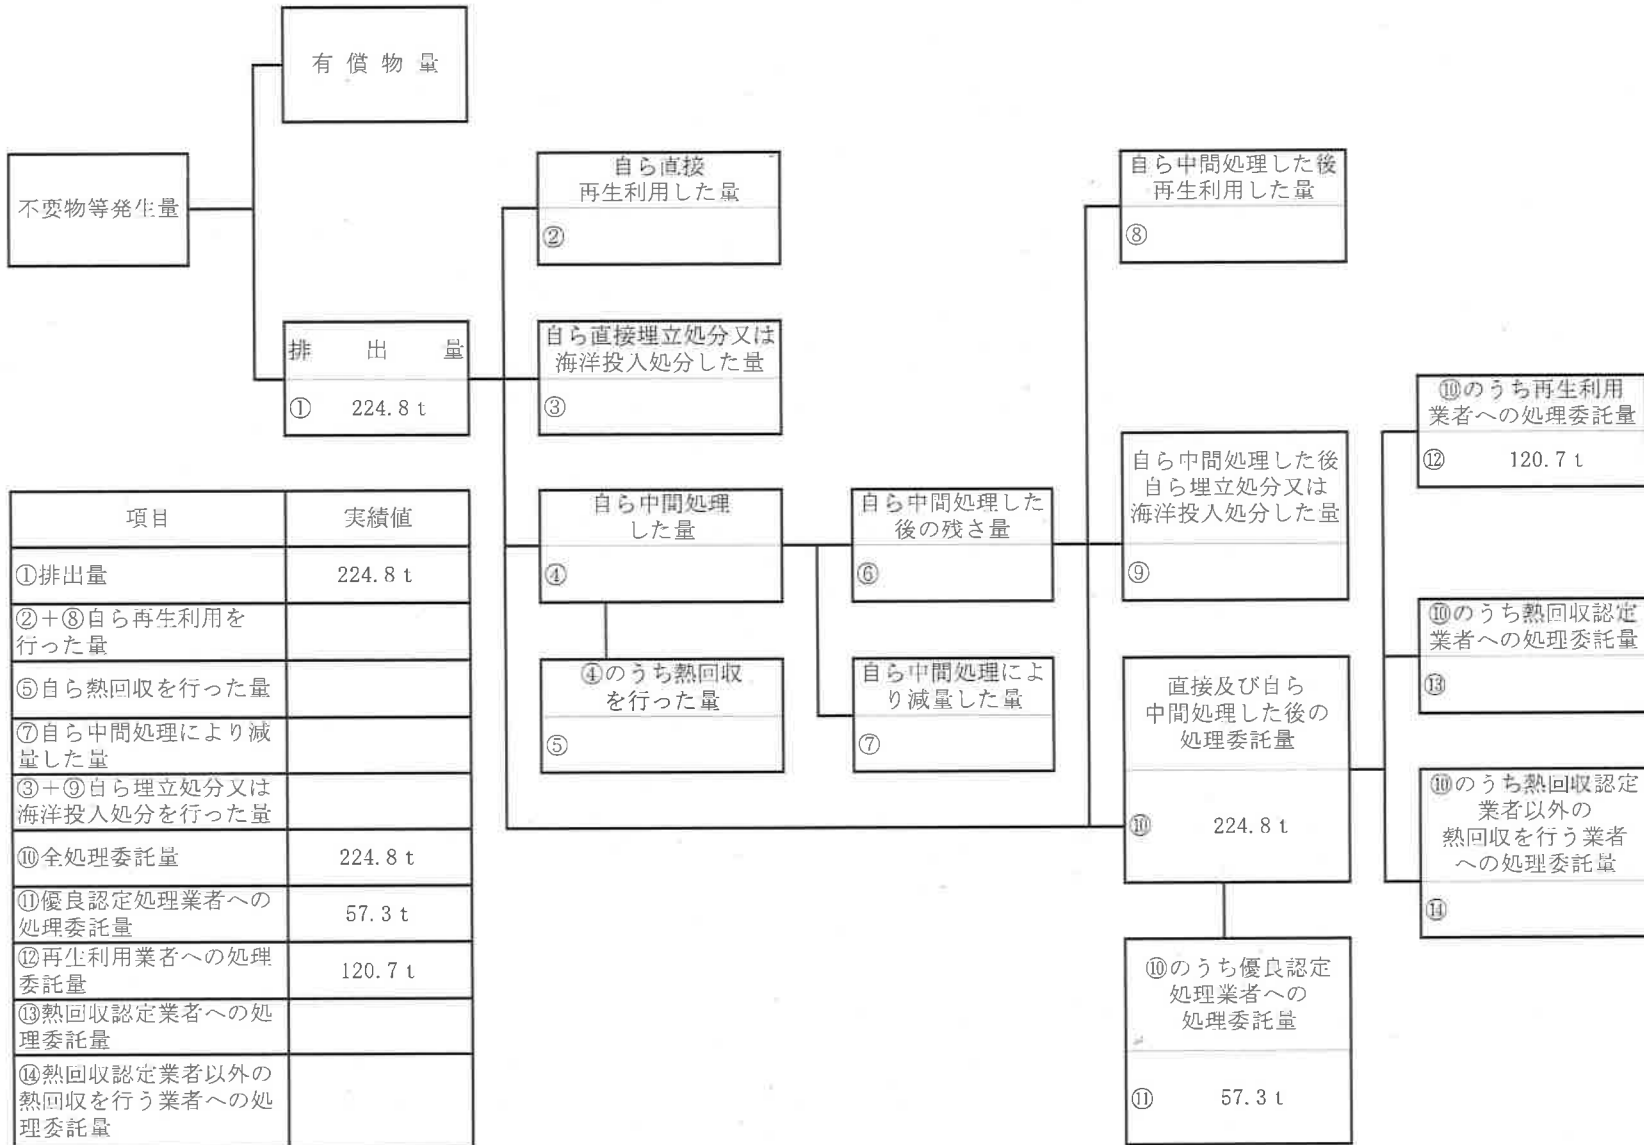 有償物量
不要物等発生量
排出量
① 224.8 t
自ら直接
再生利用した量
②
自ら直接埋立処分又は
海洋投入処分した量
③
自ら中間処理
した量
④
④のうち熱回収
を行った量
⑤
自ら中間処理した
後の残さ量
⑥
自ら中間処理によ
り減量した量
⑦
自ら中間処理した後
再生利用した量
⑧
自ら中間処理した後
自ら埋立処分又は
海洋投入処分した量
⑨
直接及び自ら
中間処理した後の
処理委託量
⑩ 224.8 t
⑩のうち優良認定
処理業者への
処理委託量
⑪ 57.3 t
⑩のうち再生利用
業者への処理委託量
⑫ 120.7 t
⑩のうち熱回収認定
業者への処理委託量
⑬
⑩のうち熱回収認定
業者以外の
熱回収を行う業者
への処理委託量
⑭
項目 実績値
①排出量 224.8 t
②+⑧自ら再生利用を
行った量
⑤自ら熱回収を行った量
⑦自ら中間処理により減
量した量
③+⑨自ら埋立処分又は
海洋投入処分を行った量
⑩全処理委託量 224.8 t
⑪優良認定処理業者への
処理委託量 57.3 t
⑫再生利用業者への処理
委託量 120.7 t
⑬熱回収認定業者への処
理委託量
⑭熱回収認定業者以外の
熱回収を行う業者への処
理委託量